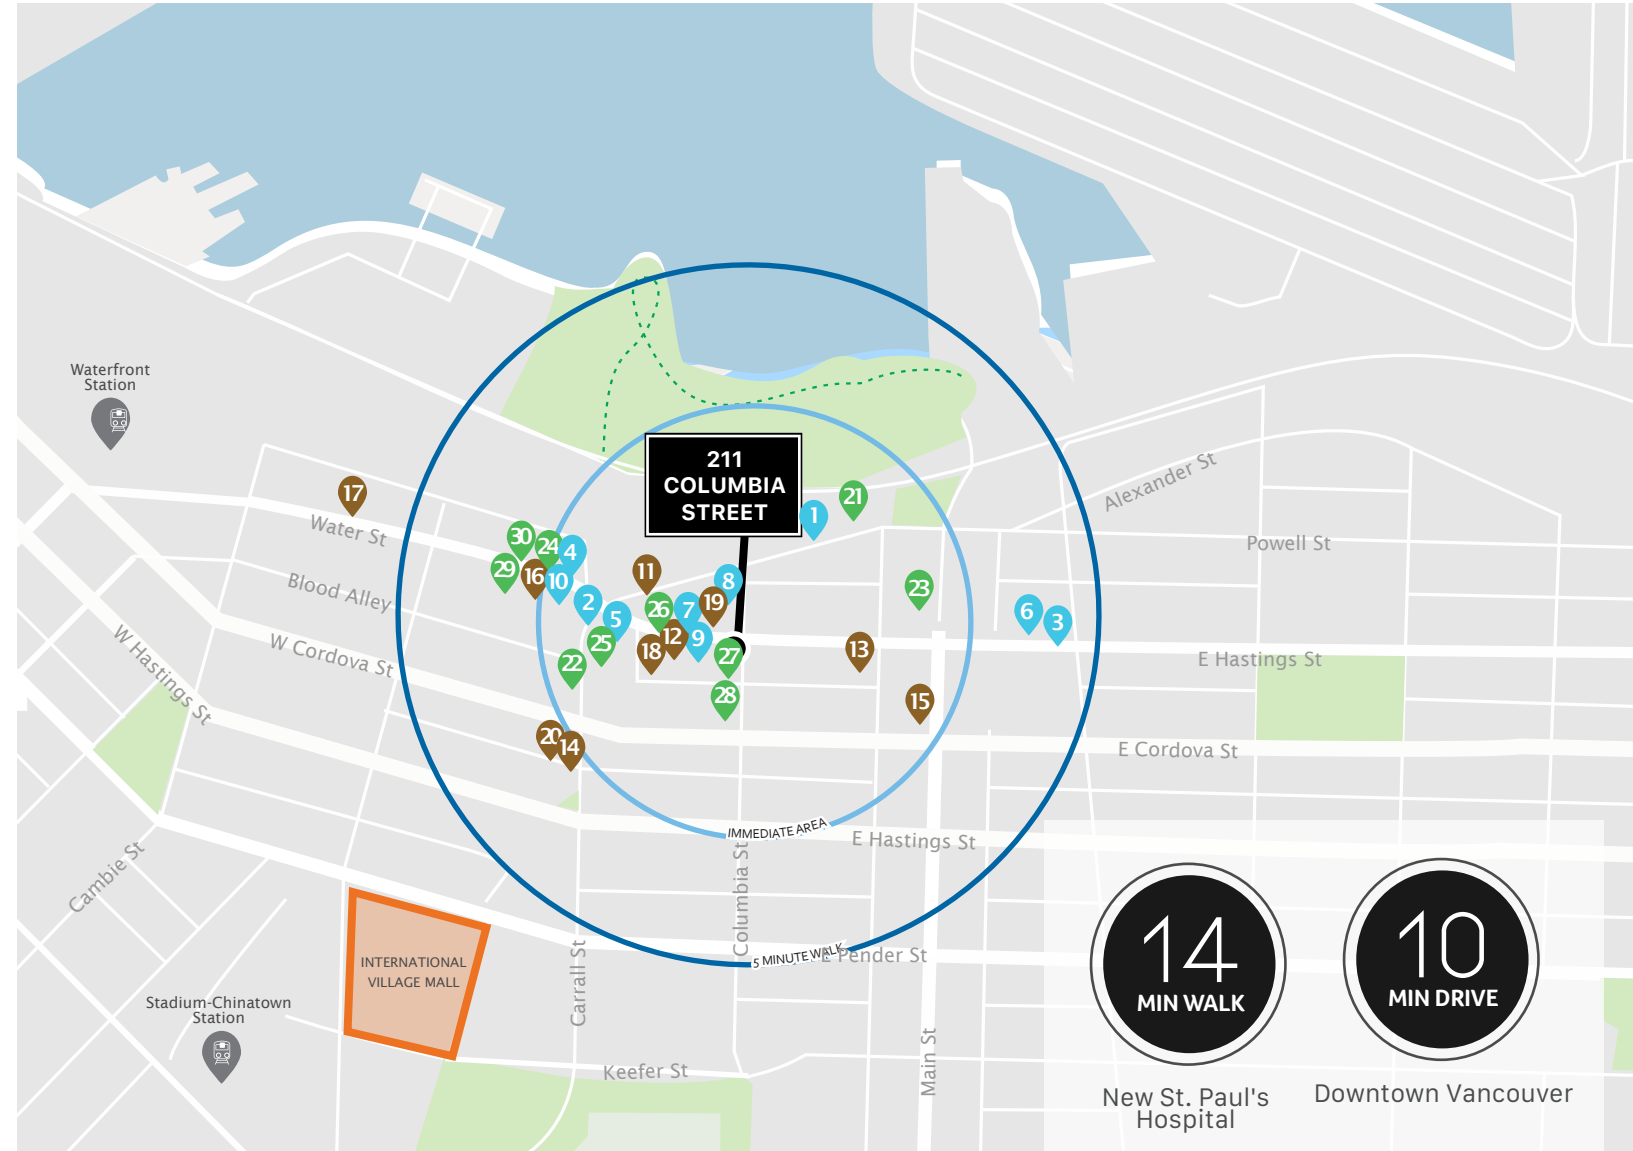 211
COLUMBIA
STREET
Waterfront
Station
17
21
1
Alexander St
Water St
30
24
4
Powell St
29
16
10
11
8
23
Blood Alley
2
5
26
7
19
6
3
W Hastings St
W Cordova St
25
22
18
12
9
27
13
E Hastings St
28
15
20
14
E Cordova St
IMMEDIATE AREA
E Hastings St
Cambie St
Columbia St
14
MIN WALK
10
MIN DRIVE
5 MINUTE WALK
E Pender St
INTERNATIONAL
VILLAGE MALL
Carrall St
Stadium-Chinatown
Station
Main St
Keefer St
New St. Paul's
Hospital
Downtown Vancouver